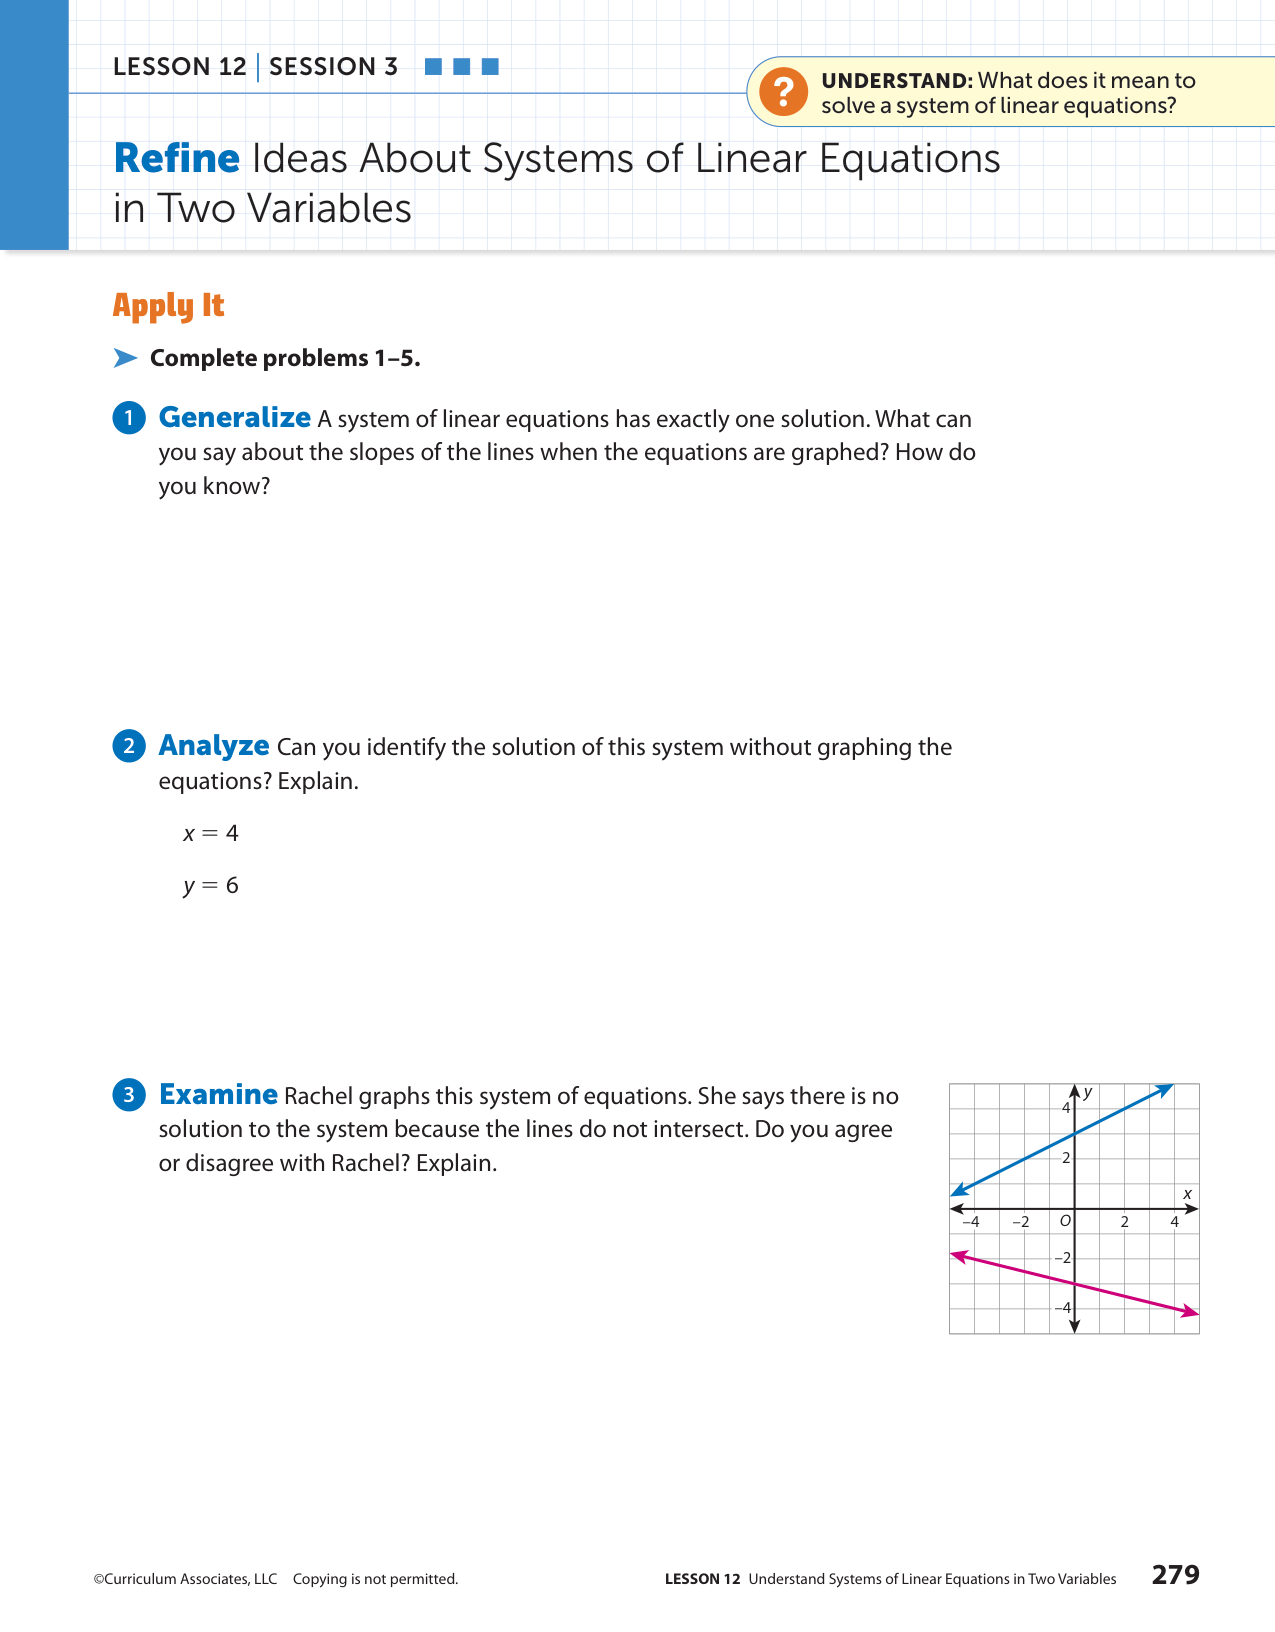 LESSON 12 | SESSION 3
? UNDERSTAND: What does it mean to
solve a system of linear equations?
Refine Ideas About Systems of Linear Equations
in Two Variables
Apply It
Complete problems 1–5.
1 Generalize A system of linear equations has exactly one solution. What can
you say about the slopes of the lines when the equations are graphed? How do
you know?
2 Analyze Can you identify the solution of this system without graphing the
equations? Explain.
x = 4
y = 6
3 Examine Rachel graphs this system of equations. She says there is no
solution to the system because the lines do not intersect. Do you agree
or disagree with Rachel? Explain.
y
4
2
x
–4 –2 O 2 4
–2
–4
©Curriculum Associates, LLC Copying is not permitted.
LESSON 12 Understand Systems of Linear Equations in Two Variables 279